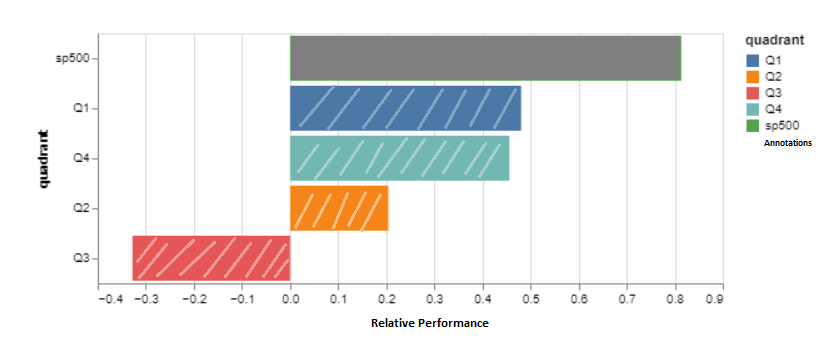 quadrant
sp500
Q1
Q4
Q2
Q3
−0.4 −0.3 −0.2 −0.1 0.0 0.1 0.2 0.3 0.4 0.5 0.6 0.7 0.8 0.9
Relative Performance
quadrant
Q1
Q2
Q3
Q4
sp500
Annotations